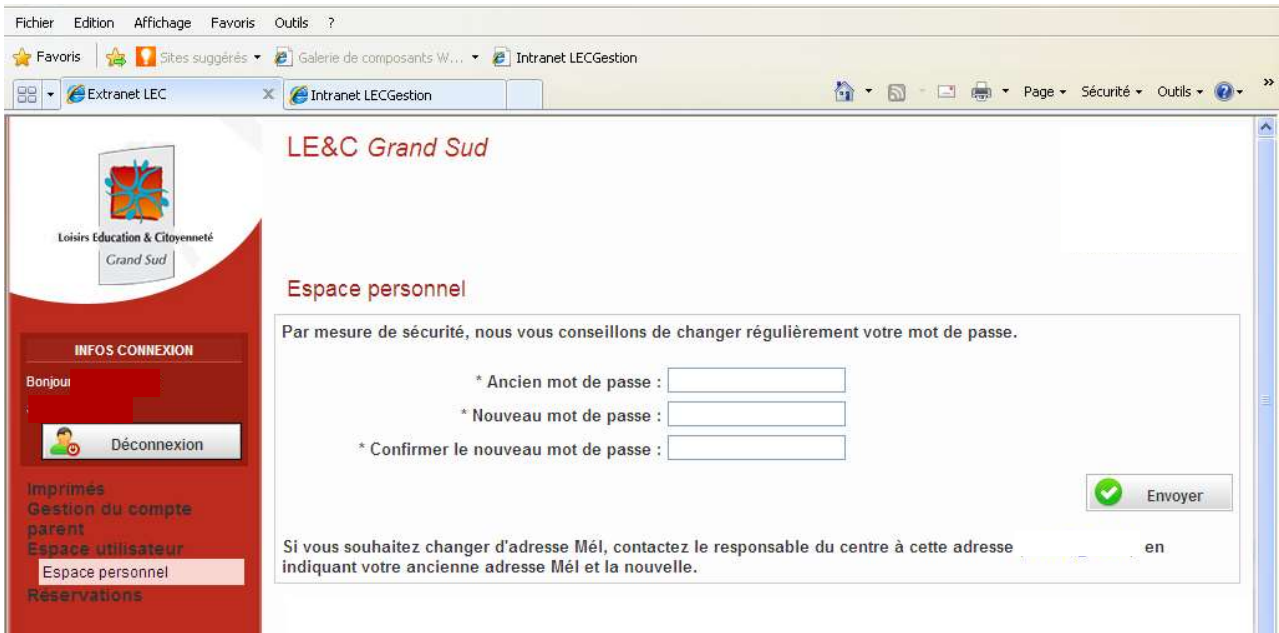 Fichier Edition Affichage Favoris Outils ?
Favoris Sites suggérés Galerie de composants W... Intranet LECGestion
Extranet LEC Intranet LECGestion Page Sécurité Outils »
LE&C Grand Sud
Loisirs Education & Citoyenneté
Grand Sud
Espace personnel
Par mesure de sécurité, nous vous conseillons de changer régulièrement votre mot de passe.
INFOS CONNEXION
Bonjour
* Ancien mot de passe :
* Nouveau mot de passe :
* Confirmer le nouveau mot de passe :
Déconnexion
Envoyer
Imprimés
Gestion du compte
parent
Espace utilisateur
Espace personnel
Réservations
Si vous souhaitez changer d'adresse Mél, contactez le responsable du centre à cette adresse en
indiquant votre ancienne adresse Mél et la nouvelle.